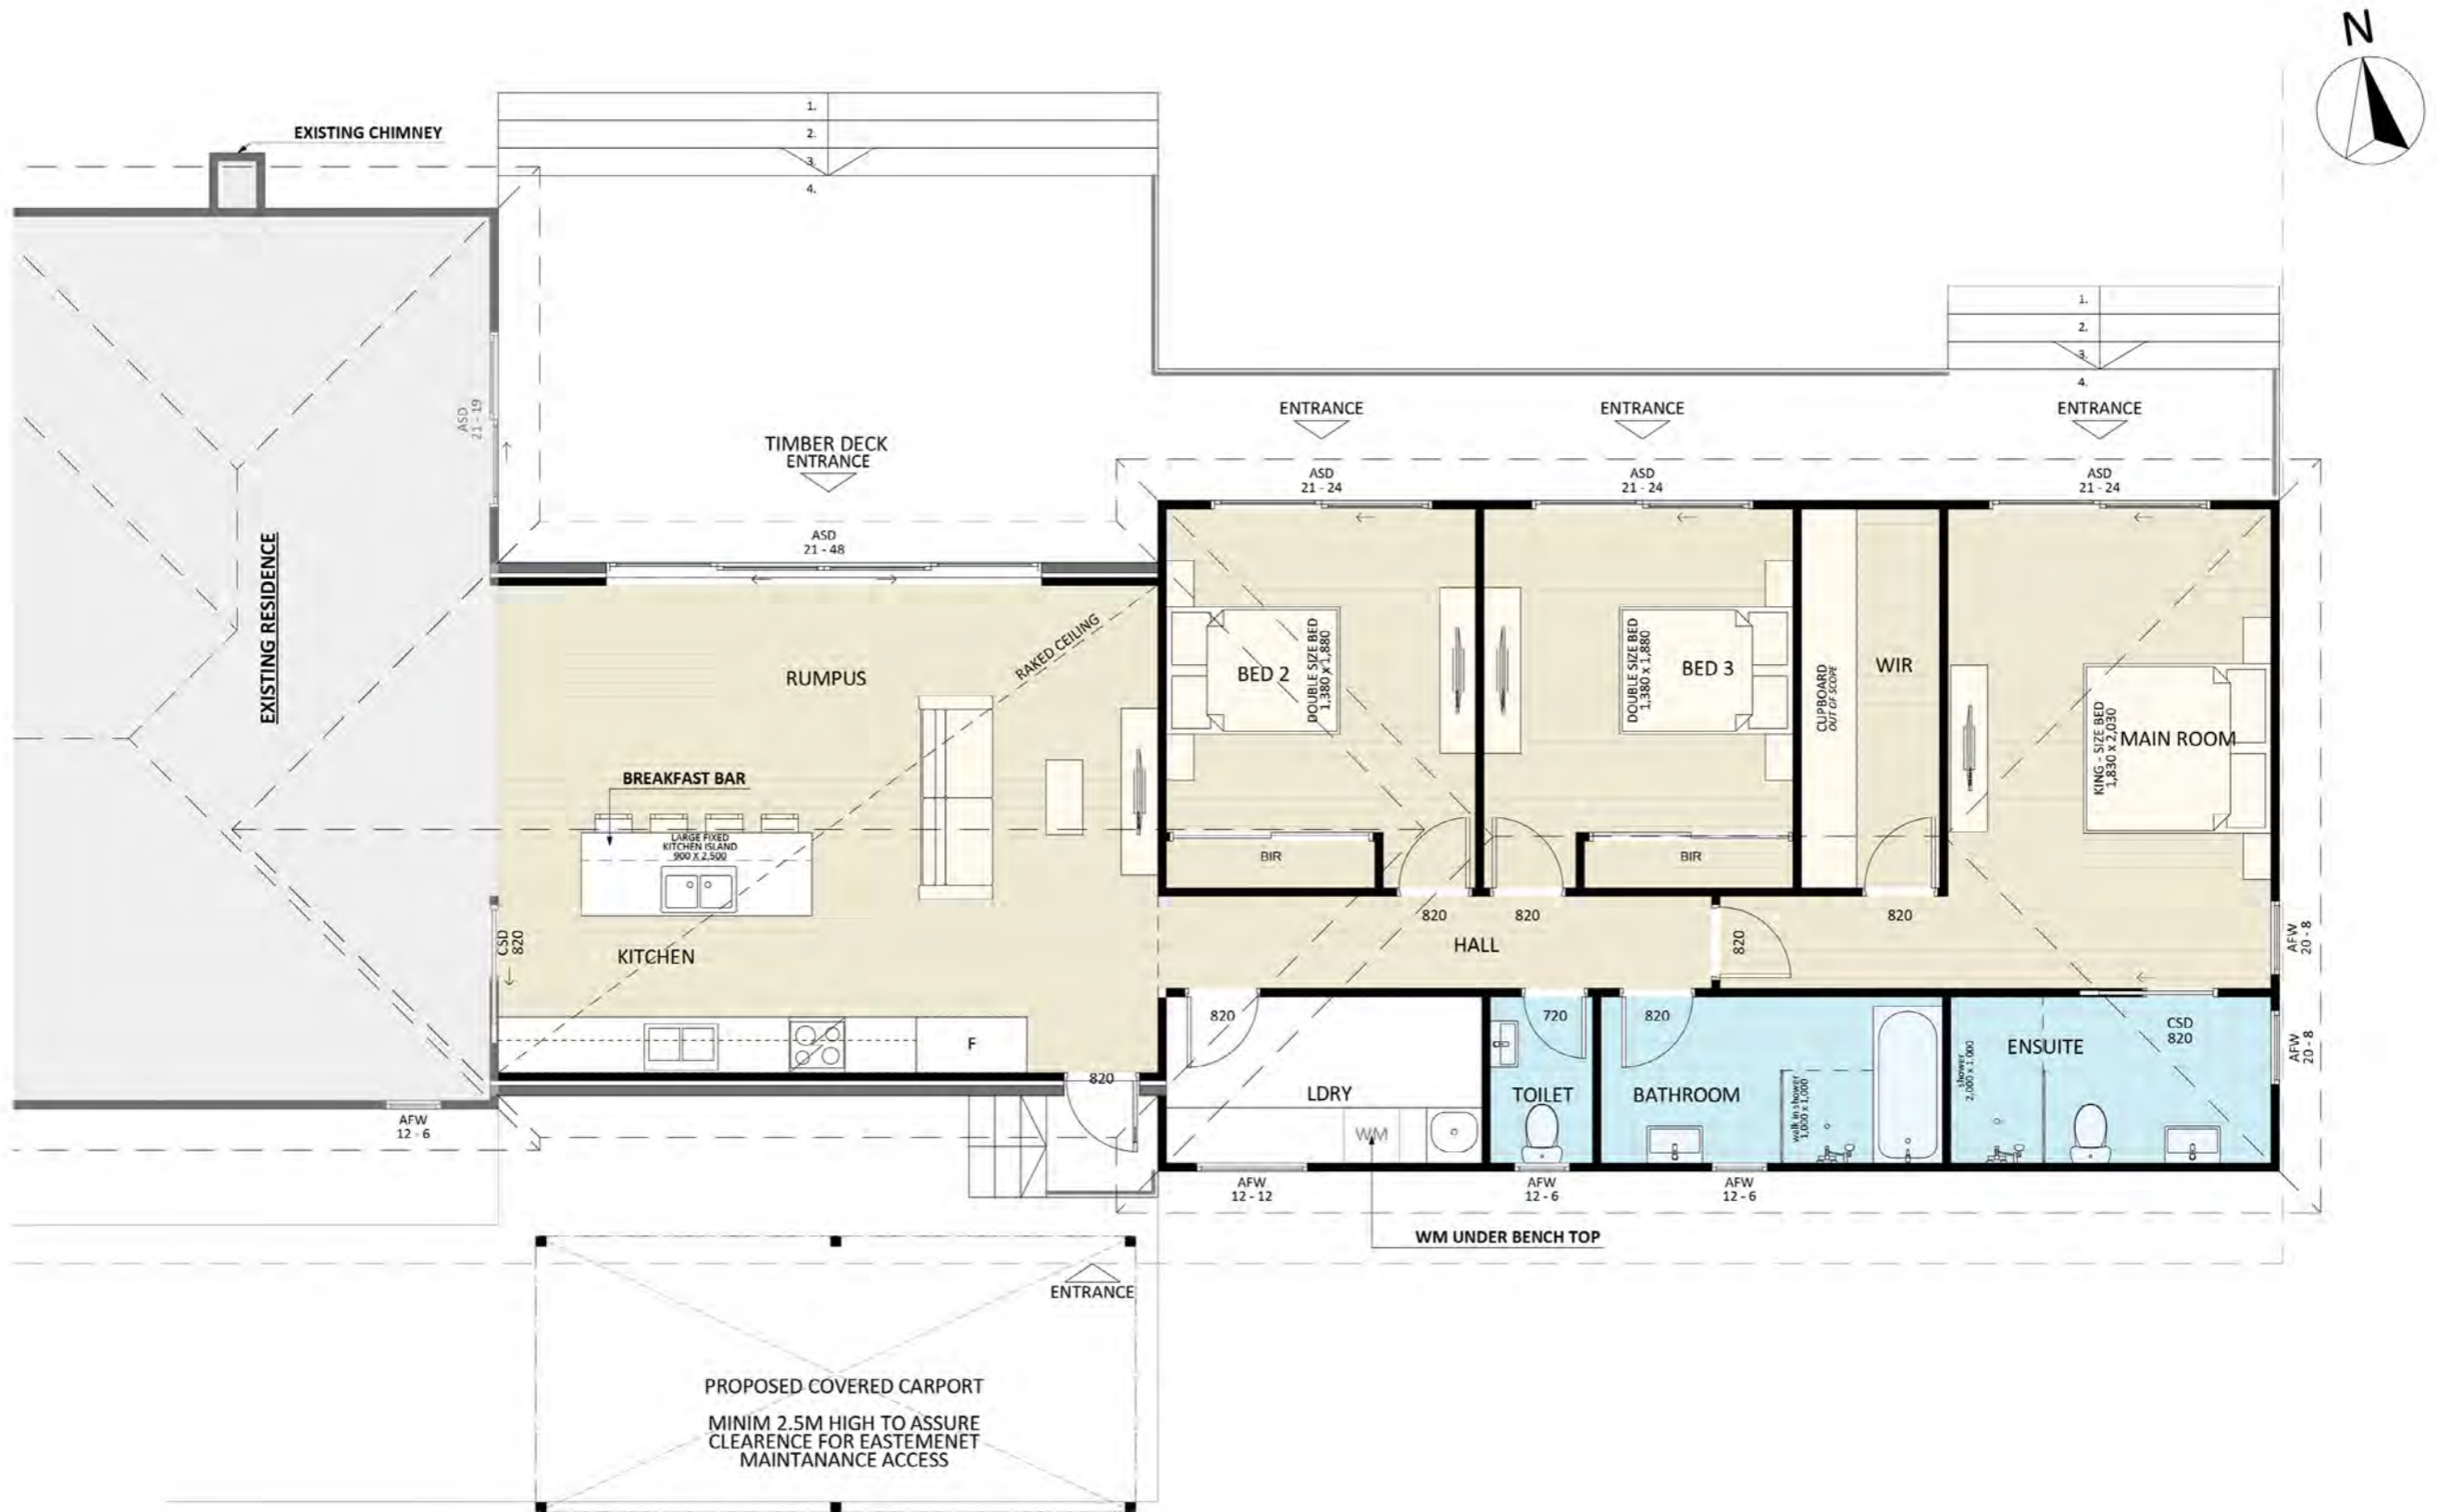 N
EXISTING CHIMNEY
1.
2.
3.
4.
1.
2.
3.
4.
ENTRANCE
ENTRANCE
ENTRANCE
TIMBER DECK
ENTRANCE
ASD
21 - 19
ASD
21 - 24
ASD
21 - 24
ASD
21 - 24
ASD
21 - 48
EXISTING RESIDENCE
RUMPUS
RAKED CEILING
BED 2
DOUBLE SIZE BED
1,380 x 1,880
DOUBLE SIZE BED
1,380 x 1,880
BED 3
CUPBOARD
OUT OF SCOPE
WIR
KING - SIZE BED
1,830 x 2,030
MAIN ROOM
BREAKFAST BAR
LARGE FIXED
KITCHEN ISLAND
900 X 2,500
BIR
BIR
820
820
820
CSD
820
KITCHEN
HALL
820
AFW
20 - 8
820
720
820
CSD
820
F
ENSUITE
AFW
20 - 8
shower
2,000 x 1,000
820
LDRY
TOILET
BATHROOM
walk in shower
1,000 x 1,000
WM
AFW
12 - 6
AFW
12 - 12
AFW
12 - 6
AFW
12 - 6
WM UNDER BENCH TOP
ENTRANCE
PROPOSED COVERED CARPORT
MINIM 2.5M HIGH TO ASSURE
CLEARENCE FOR EASTEMENET
MAINTANANCE ACCESS